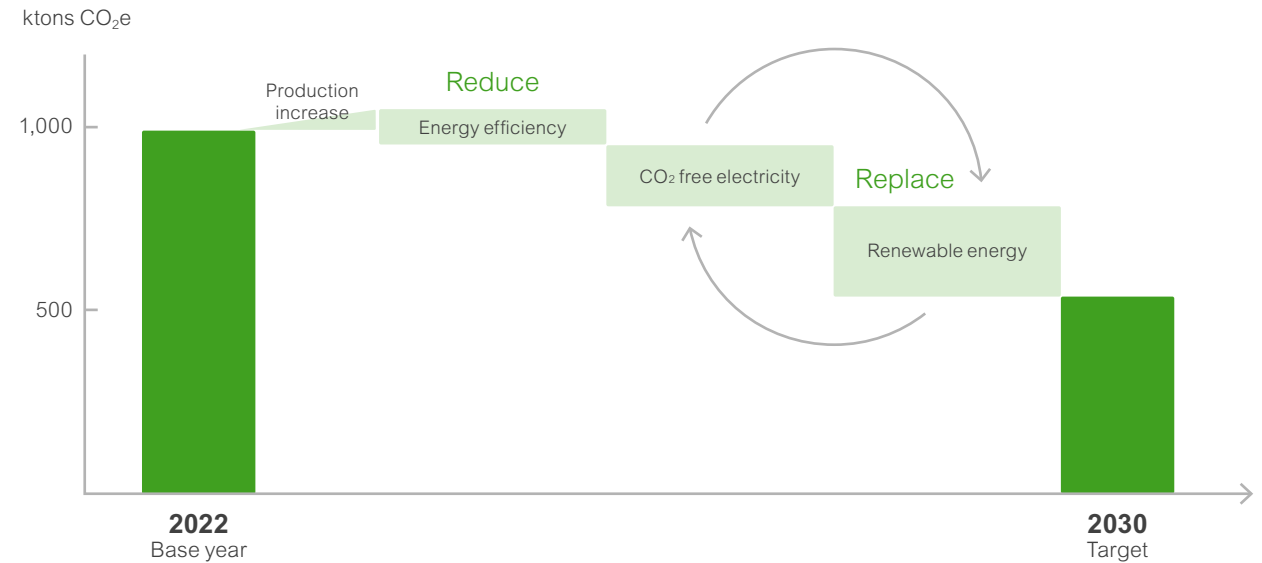 ktons CO₂e
Production
increase
Reduce
1,000
Energy efficiency
CO₂ free electricity
Replace
Renewable energy
500
2022
Base year
2030
Target